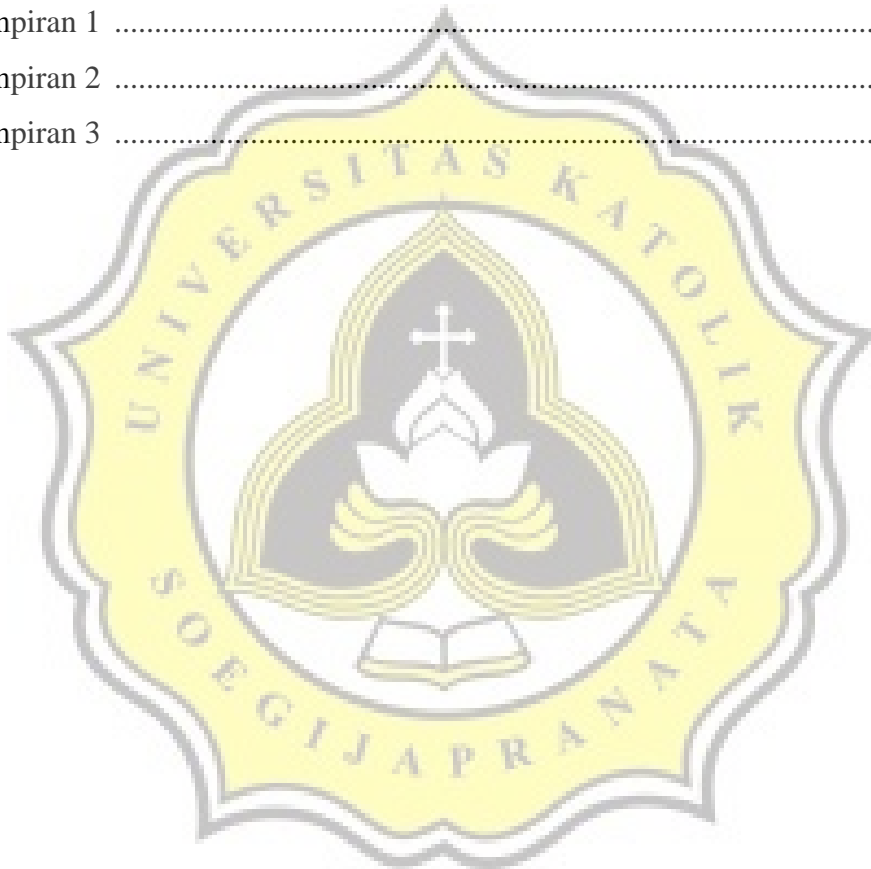 mpiran 1 ........................................................................................
mpiran 2 ........................................................................................
mpiran 3 ........................................................................................
UNIVERSITAS KATOLIK
SOEGIJAPRANATA